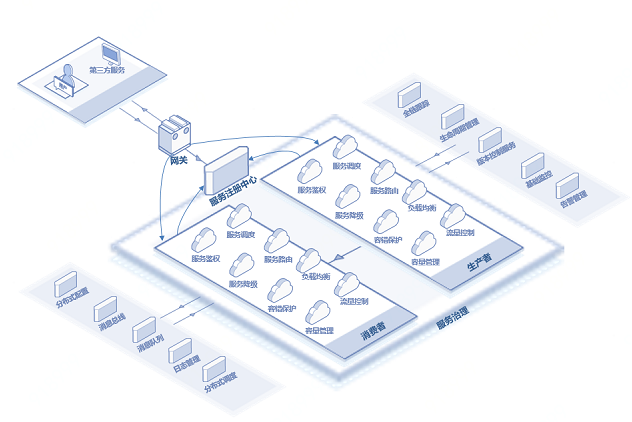 第三方服务
客户
网关
服务注册中心
全链跟踪
生命周期管理
版本控制服务
基础监控
告警管理
服务调度
服务鉴权
服务路由
服务降级
负载均衡
容错保护
流量控制
容量管理
生产者
服务调度
服务鉴权
服务路由
服务降级
负载均衡
容错保护
流量控制
容量管理
消费者
服务治理
分布式配置
消息总线
消息队列
日志管理
分布式调度